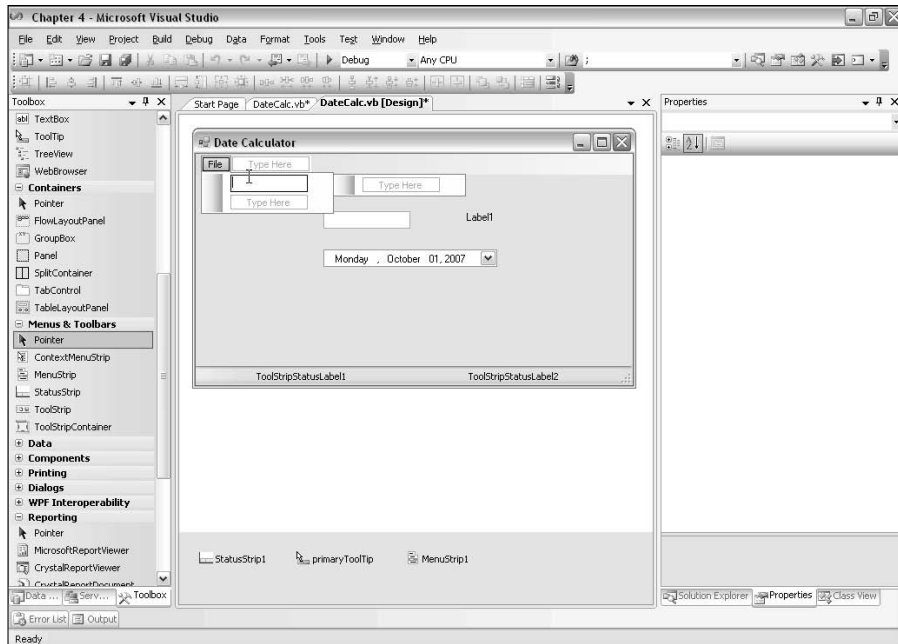 Chapter 4 - Microsoft Visual Studio
File Edit View Project Build Debug Data Format Tools Test Window Help
Debug Any CPU ;
Toolbox
TextBox
ToolTip
TreeView
WebBrowser
Containers
Pointer
FlowLayoutPanel
GroupBox
Panel
SplitContainer
TabControl
TableLayoutPanel
Menus & Toolbars
Pointer
ContextMenuStrip
MenuStrip
StatusStrip
ToolStrip
ToolStripContainer
Data
Components
Printing
Dialogs
WPF Interoperability
Reporting
Pointer
MicrosoftReportViewer
CrystalReportViewer
CrystalReportDocument
Data ... Serv... Toolbox
Start Page DateCalc.vb* DateCalc.vb [Design]*
Date Calculator
File Type Here
Type Here
Type Here
Label1
Monday , October 01, 2007
ToolStripStatusLabel1 ToolStripStatusLabel2
StatusStrip1 primaryToolTip MenuStrip1
Properties
Solution Explorer Properties Class View
Error List Output
Ready